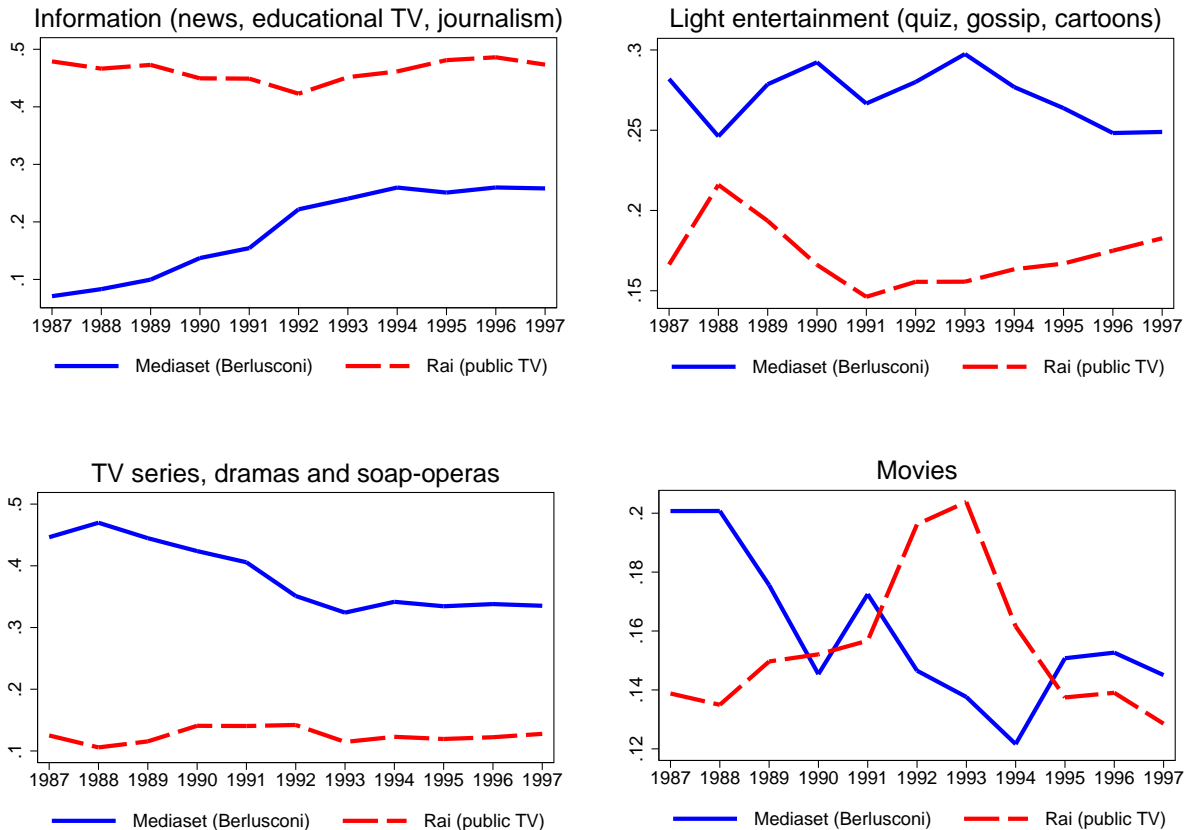 Information (news, educational TV, journalism)
.5
.4
.3
.2
.1
1987 1988 1989 1990 1991 1992 1993 1994 1995 1996 1997
Mediaset (Berlusconi) Rai (public TV)
Light entertainment (quiz, gossip, cartoons)
.3
.25
.2
.15
1987 1988 1989 1990 1991 1992 1993 1994 1995 1996 1997
Mediaset (Berlusconi) Rai (public TV)
TV series, dramas and soap-operas
.5
.4
.3
.2
.1
1987 1988 1989 1990 1991 1992 1993 1994 1995 1996 1997
Mediaset (Berlusconi) Rai (public TV)
Movies
.2
.18
.16
.14
.12
1987 1988 1989 1990 1991 1992 1993 1994 1995 1996 1997
Mediaset (Berlusconi) Rai (public TV)